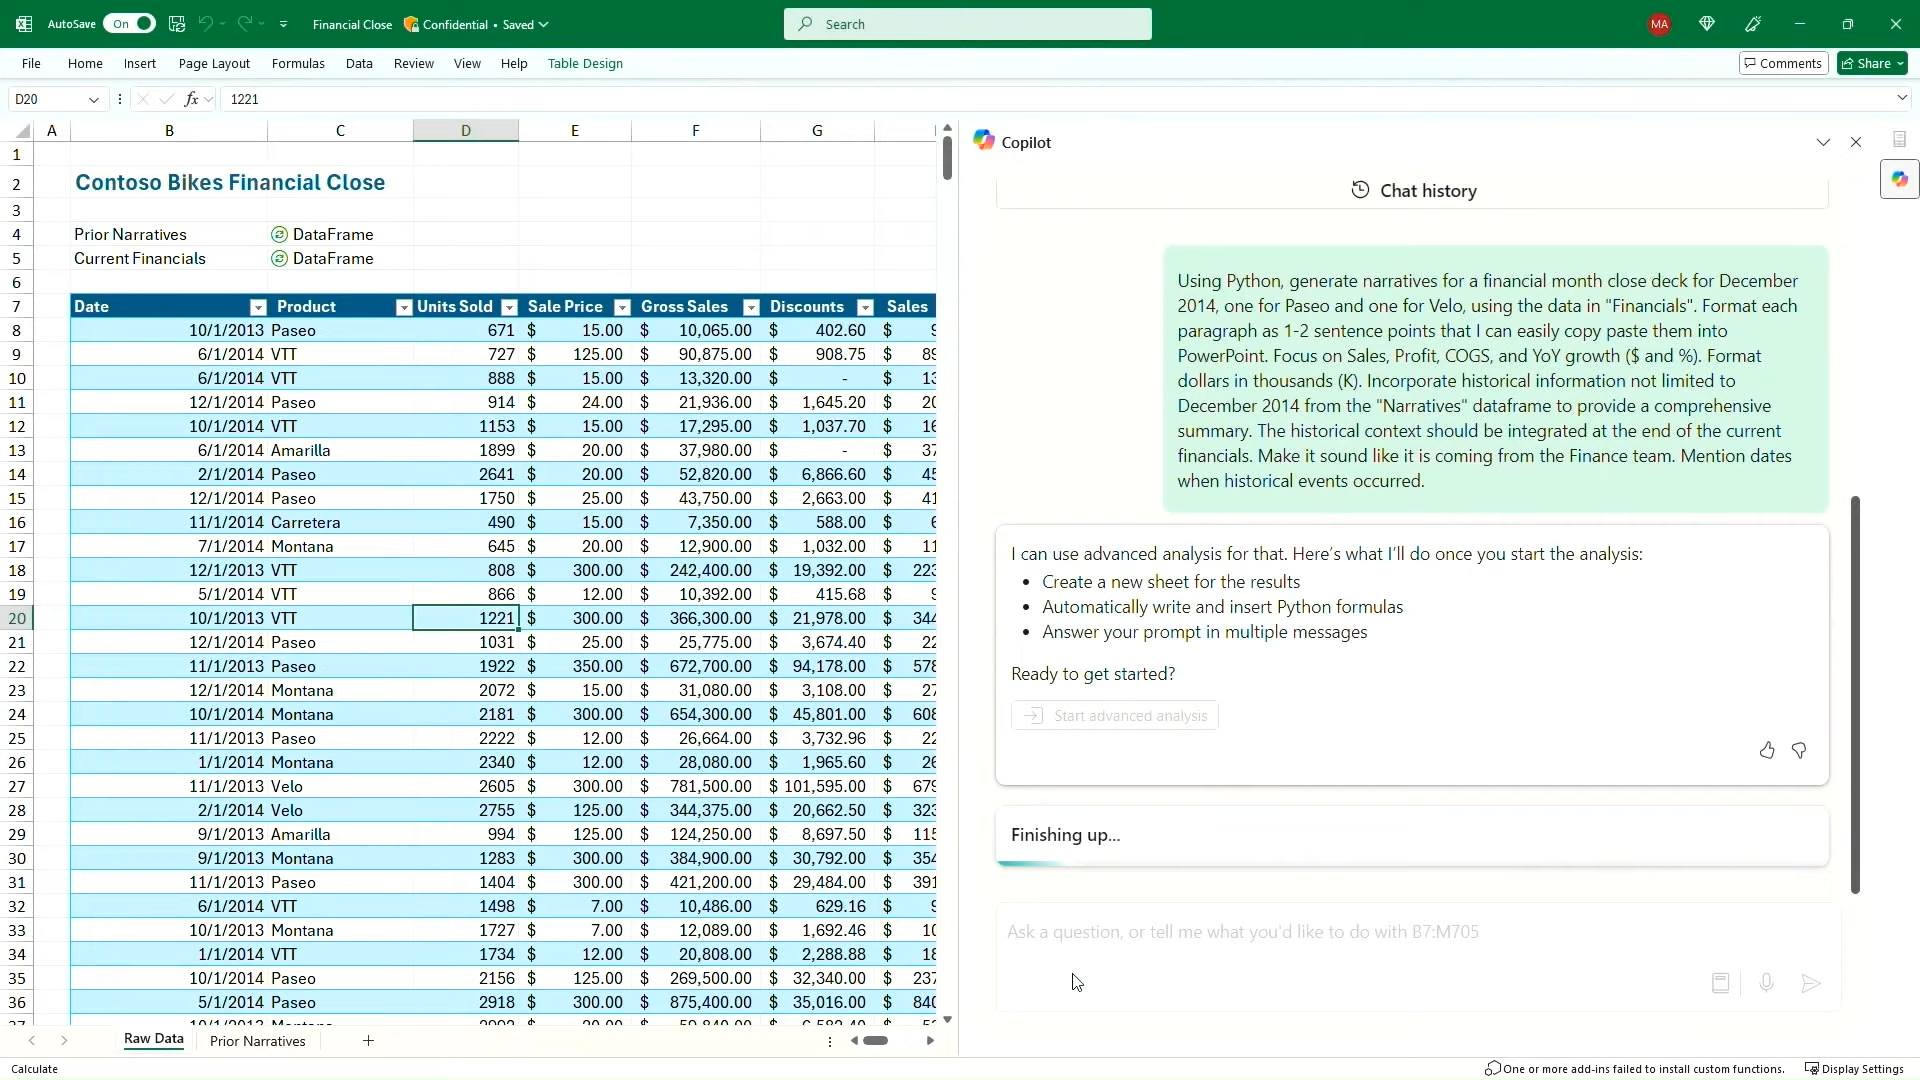 AutoSave On Financial Close Confidential • Saved Search MA
File Home Insert Page Layout Formulas Data Review View Help Table Design Comments Share
D20 fx 1221
A B C D E F G
1
2 Contoso Bikes Financial Close
3
4 Prior Narratives DataFrame
5 Current Financials DataFrame
6
7 Date Product Units Sold Sale Price Gross Sales Discounts Sales
8 10/1/2013 Paseo 671 $ 15.00 $ 10,065.00 $ 402.60 $
9 6/1/2014 VTT 727 $ 125.00 $ 90,875.00 $ 908.75 $ 89
10 6/1/2014 VTT 888 $ 15.00 $ 13,320.00 $ - $ 13
11 12/1/2014 Paseo 914 $ 24.00 $ 21,936.00 $ 1,645.20 $ 20
12 10/1/2014 VTT 1153 $ 15.00 $ 17,295.00 $ 1,037.70 $ 16
13 6/1/2014 Amarilla 1899 $ 20.00 $ 37,980.00 $ - $ 37
14 2/1/2014 Paseo 2641 $ 20.00 $ 52,820.00 $ 6,866.60 $ 45
15 12/1/2014 Paseo 1750 $ 25.00 $ 43,750.00 $ 2,663.00 $ 41
16 11/1/2014 Carretera 490 $ 15.00 $ 7,350.00 $ 588.00 $
17 7/1/2014 Montana 645 $ 20.00 $ 12,900.00 $ 1,032.00 $ 11
18 12/1/2013 VTT 808 $ 300.00 $ 242,400.00 $ 19,392.00 $ 223
19 5/1/2014 VTT 866 $ 12.00 $ 10,392.00 $ 415.68 $
20 10/1/2013 VTT 1221 $ 300.00 $ 366,300.00 $ 21,978.00 $ 344
21 12/1/2014 Paseo 1031 $ 25.00 $ 25,775.00 $ 3,674.40 $ 22
22 11/1/2013 Paseo 1922 $ 350.00 $ 672,700.00 $ 94,178.00 $ 578
23 12/1/2014 Montana 2072 $ 15.00 $ 31,080.00 $ 3,108.00 $ 27
24 10/1/2014 Montana 2181 $ 300.00 $ 654,300.00 $ 45,801.00 $ 608
25 11/1/2013 Paseo 2222 $ 12.00 $ 26,664.00 $ 3,732.96 $ 22
26 1/1/2014 Montana 2340 $ 12.00 $ 28,080.00 $ 1,965.60 $ 26
27 11/1/2013 Velo 2605 $ 300.00 $ 781,500.00 $ 101,595.00 $ 679
28 2/1/2014 Velo 2755 $ 125.00 $ 344,375.00 $ 20,662.50 $ 323
29 9/1/2013 Amarilla 994 $ 125.00 $ 124,250.00 $ 8,697.50 $ 115
30 9/1/2013 Montana 1283 $ 300.00 $ 384,900.00 $ 30,792.00 $ 354
31 11/1/2013 Paseo 1404 $ 300.00 $ 421,200.00 $ 29,484.00 $ 391
32 6/1/2014 VTT 1498 $ 7.00 $ 10,486.00 $ 629.16 $
33 10/1/2013 Montana 1727 $ 7.00 $ 12,089.00 $ 1,692.46 $ 10
34 1/1/2014 VTT 1734 $ 12.00 $ 20,808.00 $ 2,288.88 $ 18
35 10/1/2014 Paseo 2156 $ 125.00 $ 269,500.00 $ 32,340.00 $ 237
36 5/1/2014 Paseo 2918 $ 300.00 $ 875,400.00 $ 35,016.00 $ 840
Raw Data Prior Narratives
Calculate
Copilot
Chat history
Using Python, generate narratives for a financial month close deck for December
2014, one for Paseo and one for Velo, using the data in "Financials". Format each
paragraph as 1-2 sentence points that I can easily copy paste them into
PowerPoint. Focus on Sales, Profit, COGS, and YoY growth ($ and %). Format
dollars in thousands (K). Incorporate historical information not limited to
December 2014 from the "Narratives" dataframe to provide a comprehensive
summary. The historical context should be integrated at the end of the current
financials. Make it sound like it is coming from the Finance team. Mention dates
when historical events occurred.
I can use advanced analysis for that. Here's what I'll do once you start the analysis:
• Create a new sheet for the results
• Automatically write and insert Python formulas
• Answer your prompt in multiple messages
Ready to get started?
Start advanced analysis
Finishing up...
Ask a question, or tell me what you'd like to do with B7:M705
One or more add-ins failed to install custom functions. Display Settings